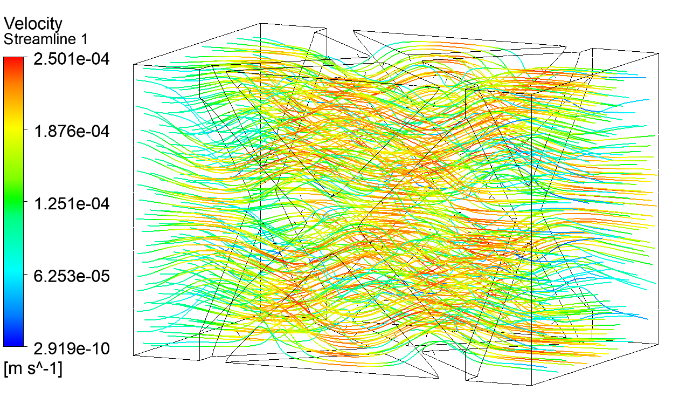 Velocity
Streamline 1
2.501e-04
1.876e-04
1.251e-04
6.253e-05
2.919e-10
[m s^-1]